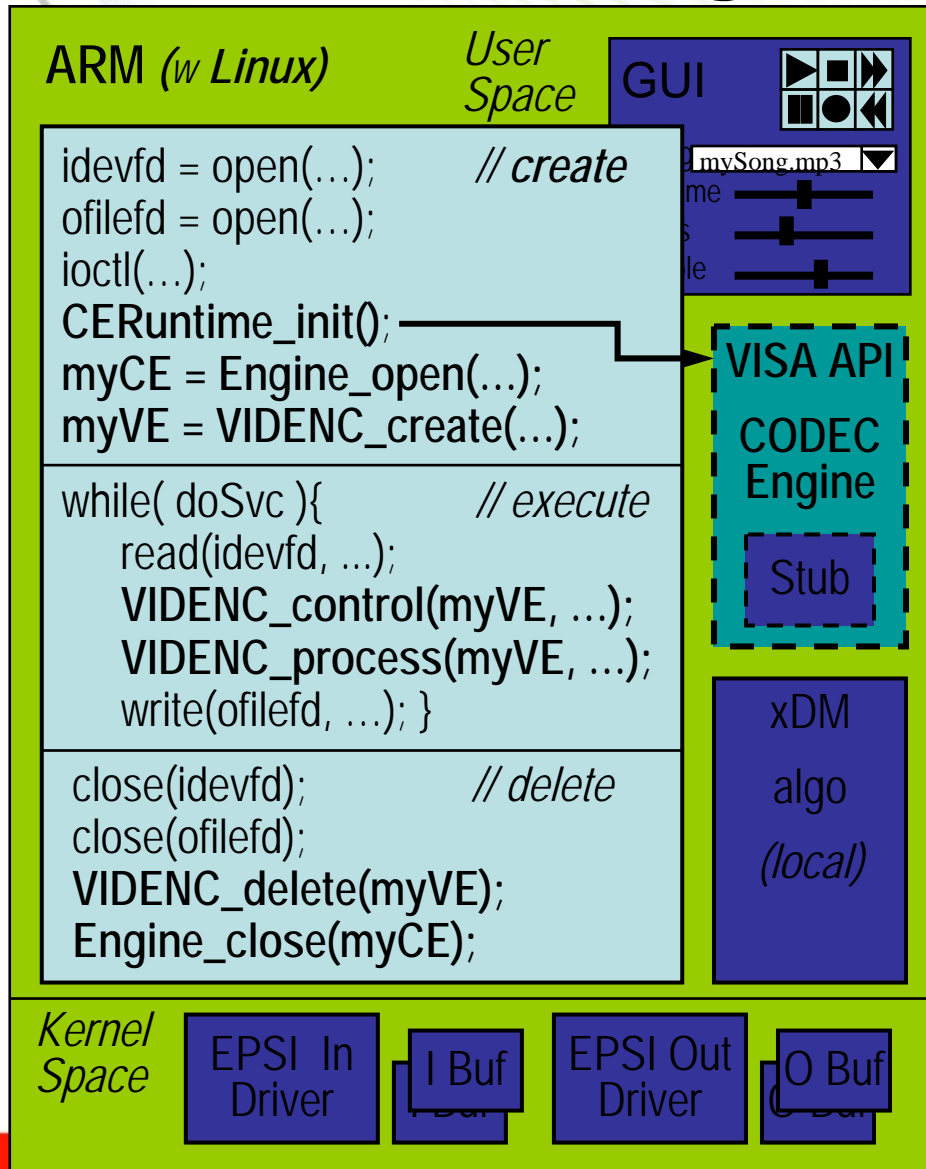 ARM (w Linux)
User
Space
GUI
mySong.mp3
me
s
le
idevfd = open(…); // create
ofilefd = open(…);
ioctl(…);
CERuntime_init();
myCE = Engine_open(…);
myVE = VIDENC_create(…);
while( doSvc ){ // execute
read(idevfd, ...);
VIDENC_control(myVE, …);
VIDENC_process(myVE, …);
write(ofilefd, …); }
close(idevfd); // delete
close(ofilefd);
VIDENC_delete(myVE);
Engine_close(myCE);
VISA API
CODEC
Engine
Stub
xDM
algo
(local)
Kernel
Space
EPSI In
Driver
I Buf
EPSI Out
Driver
O Buf